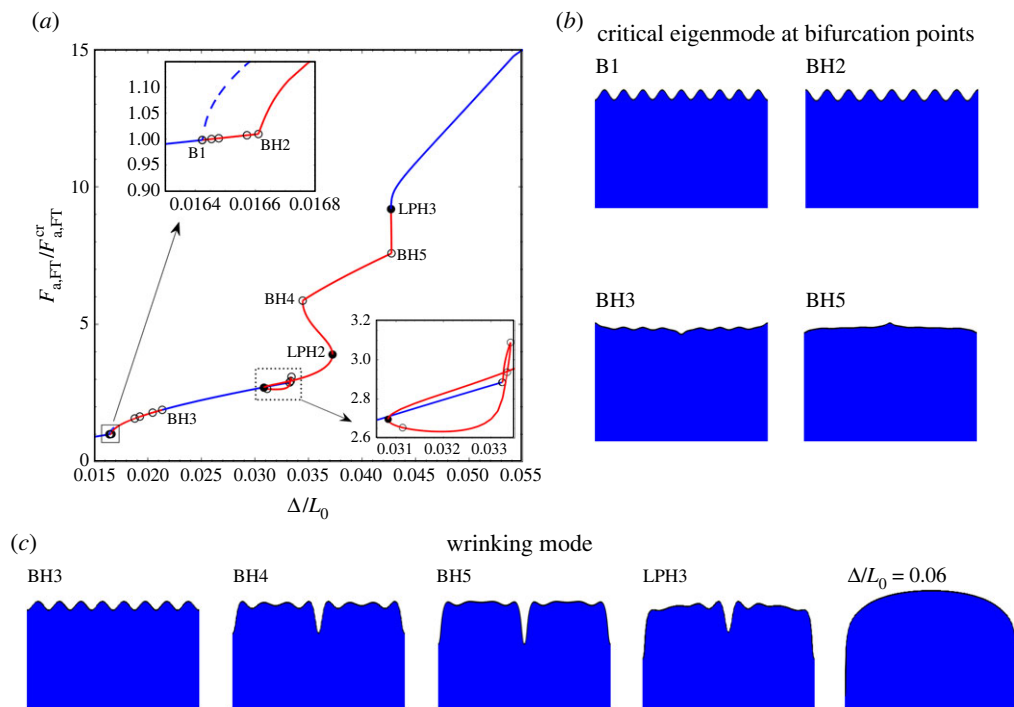 (a)
15
10
5
0
0.015 0.020 0.025 0.030 0.035 0.040 0.045 0.050 0.055
Δ/L0
Fa,FT/F^cr a,FT
1.10
1.05
1.00
0.95
0.90
B1
BH2
0.0164 0.0166 0.0168
LPH3
BH5
BH4
LPH2
BH3
3.2
3.0
2.8
2.6
0.031 0.032 0.033
(b)
critical eigenmode at bifurcation points
B1 BH2
BH3 BH5
(c)
wrinking mode
BH3 BH4 BH5 LPH3 Δ/L0 = 0.06